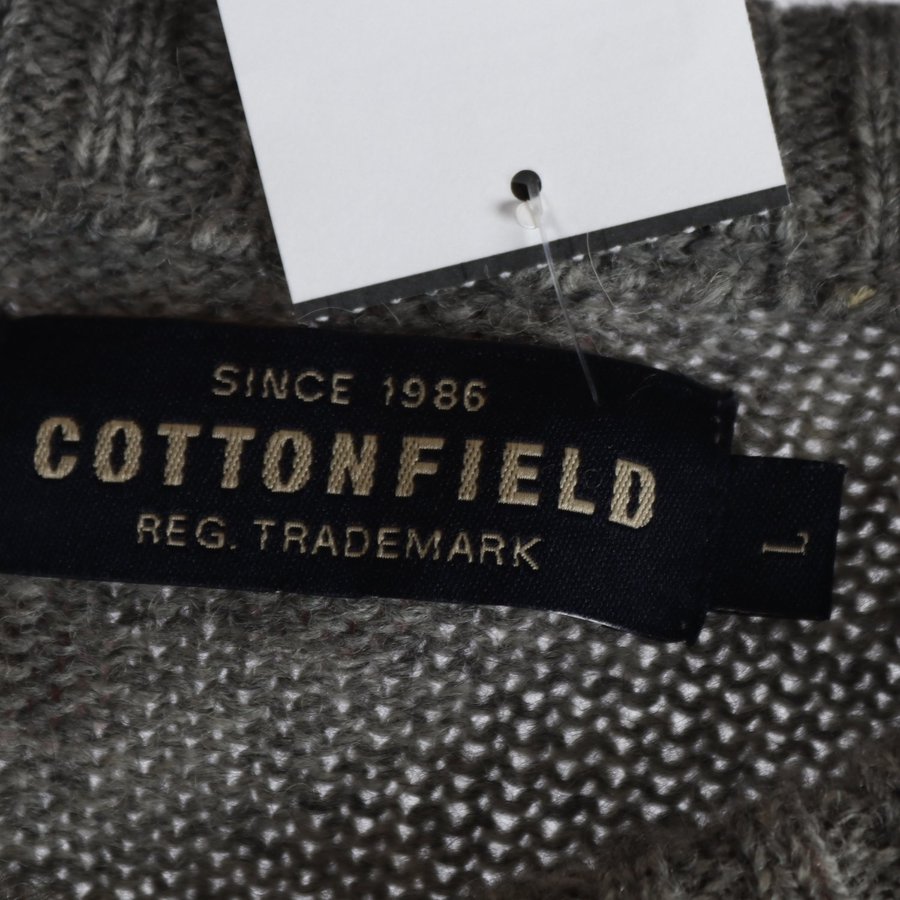 SINCE 1986
COTTONFIELD
REG. TRADEMARK
L